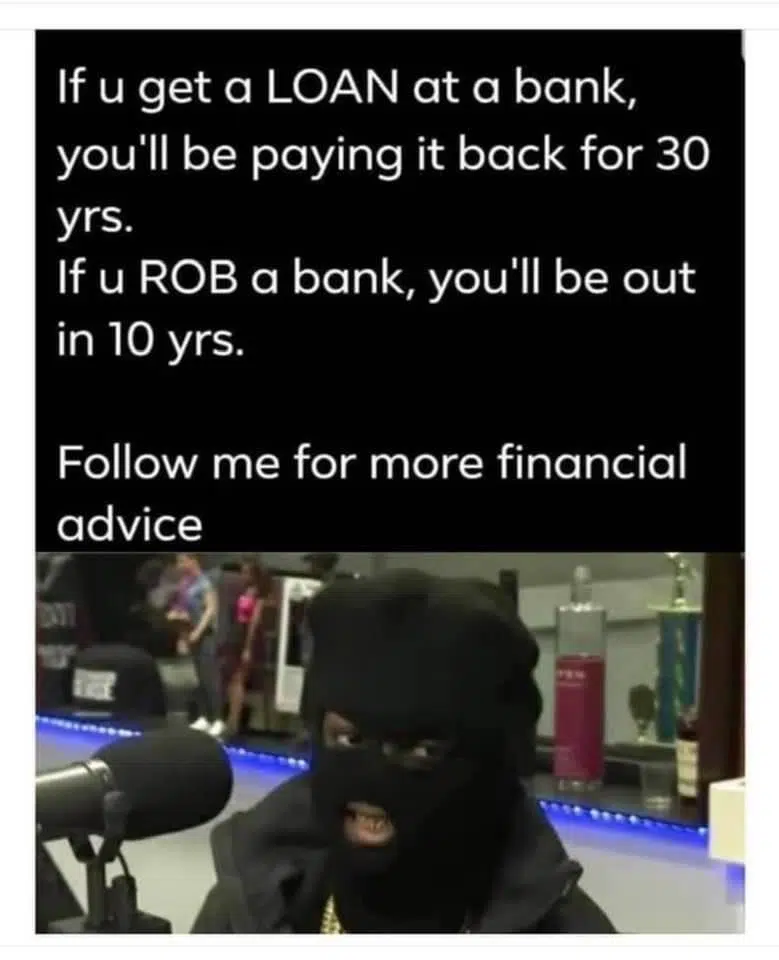 If u get a LOAN at a bank,
you'll be paying it back for 30
yrs.
If u ROB a bank, you'll be out
in 10 yrs.
Follow me for more financial
advice